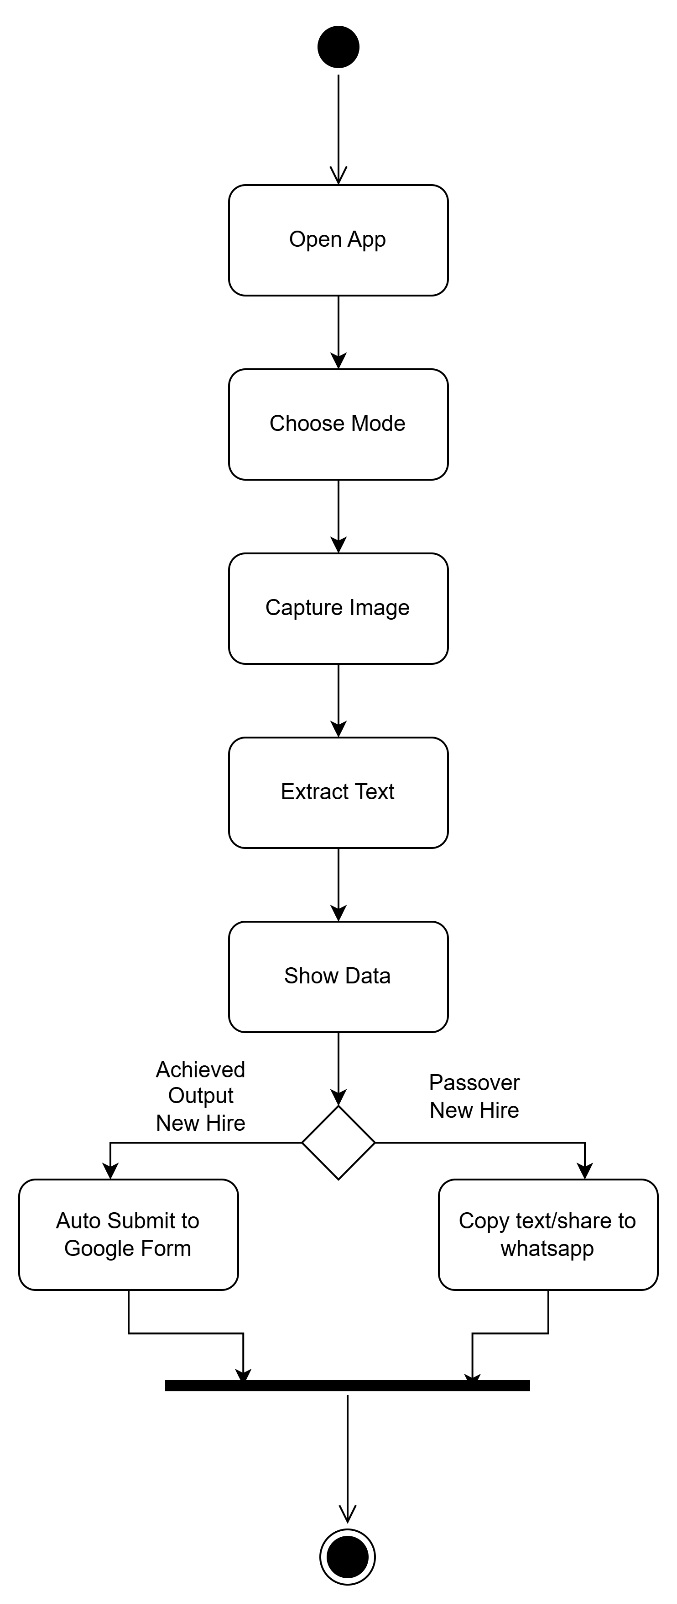 Open App
Choose Mode
Capture Image
Extract Text
Show Data
Achieved
Output
New Hire
Passover
New Hire
Auto Submit to
Google Form
Copy text/share to
whatsapp